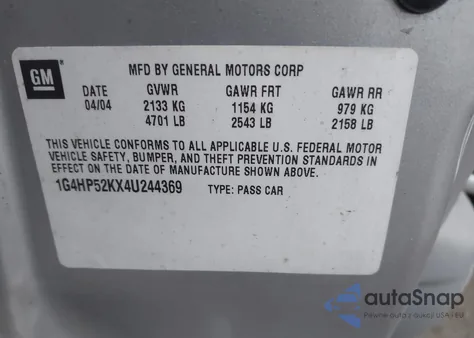 GM
MFD BY GENERAL MOTORS CORP
DATE GVWR GAWR FRT GAWR RR
04/04 2133 KG 1154 KG 979 KG
4701 LB 2543 LB 2158 LB
THIS VEHICLE CONFORMS TO ALL APPLICABLE U.S. FEDERAL MOTOR
VEHICLE SAFETY, BUMPER, AND THEFT PREVENTION STANDARDS IN
EFFECT ON THE DATE OF MANUFACTURE SHOWN ABOVE.
1G4HP52KX4U244369 TYPE: PASS CAR
autoSnap